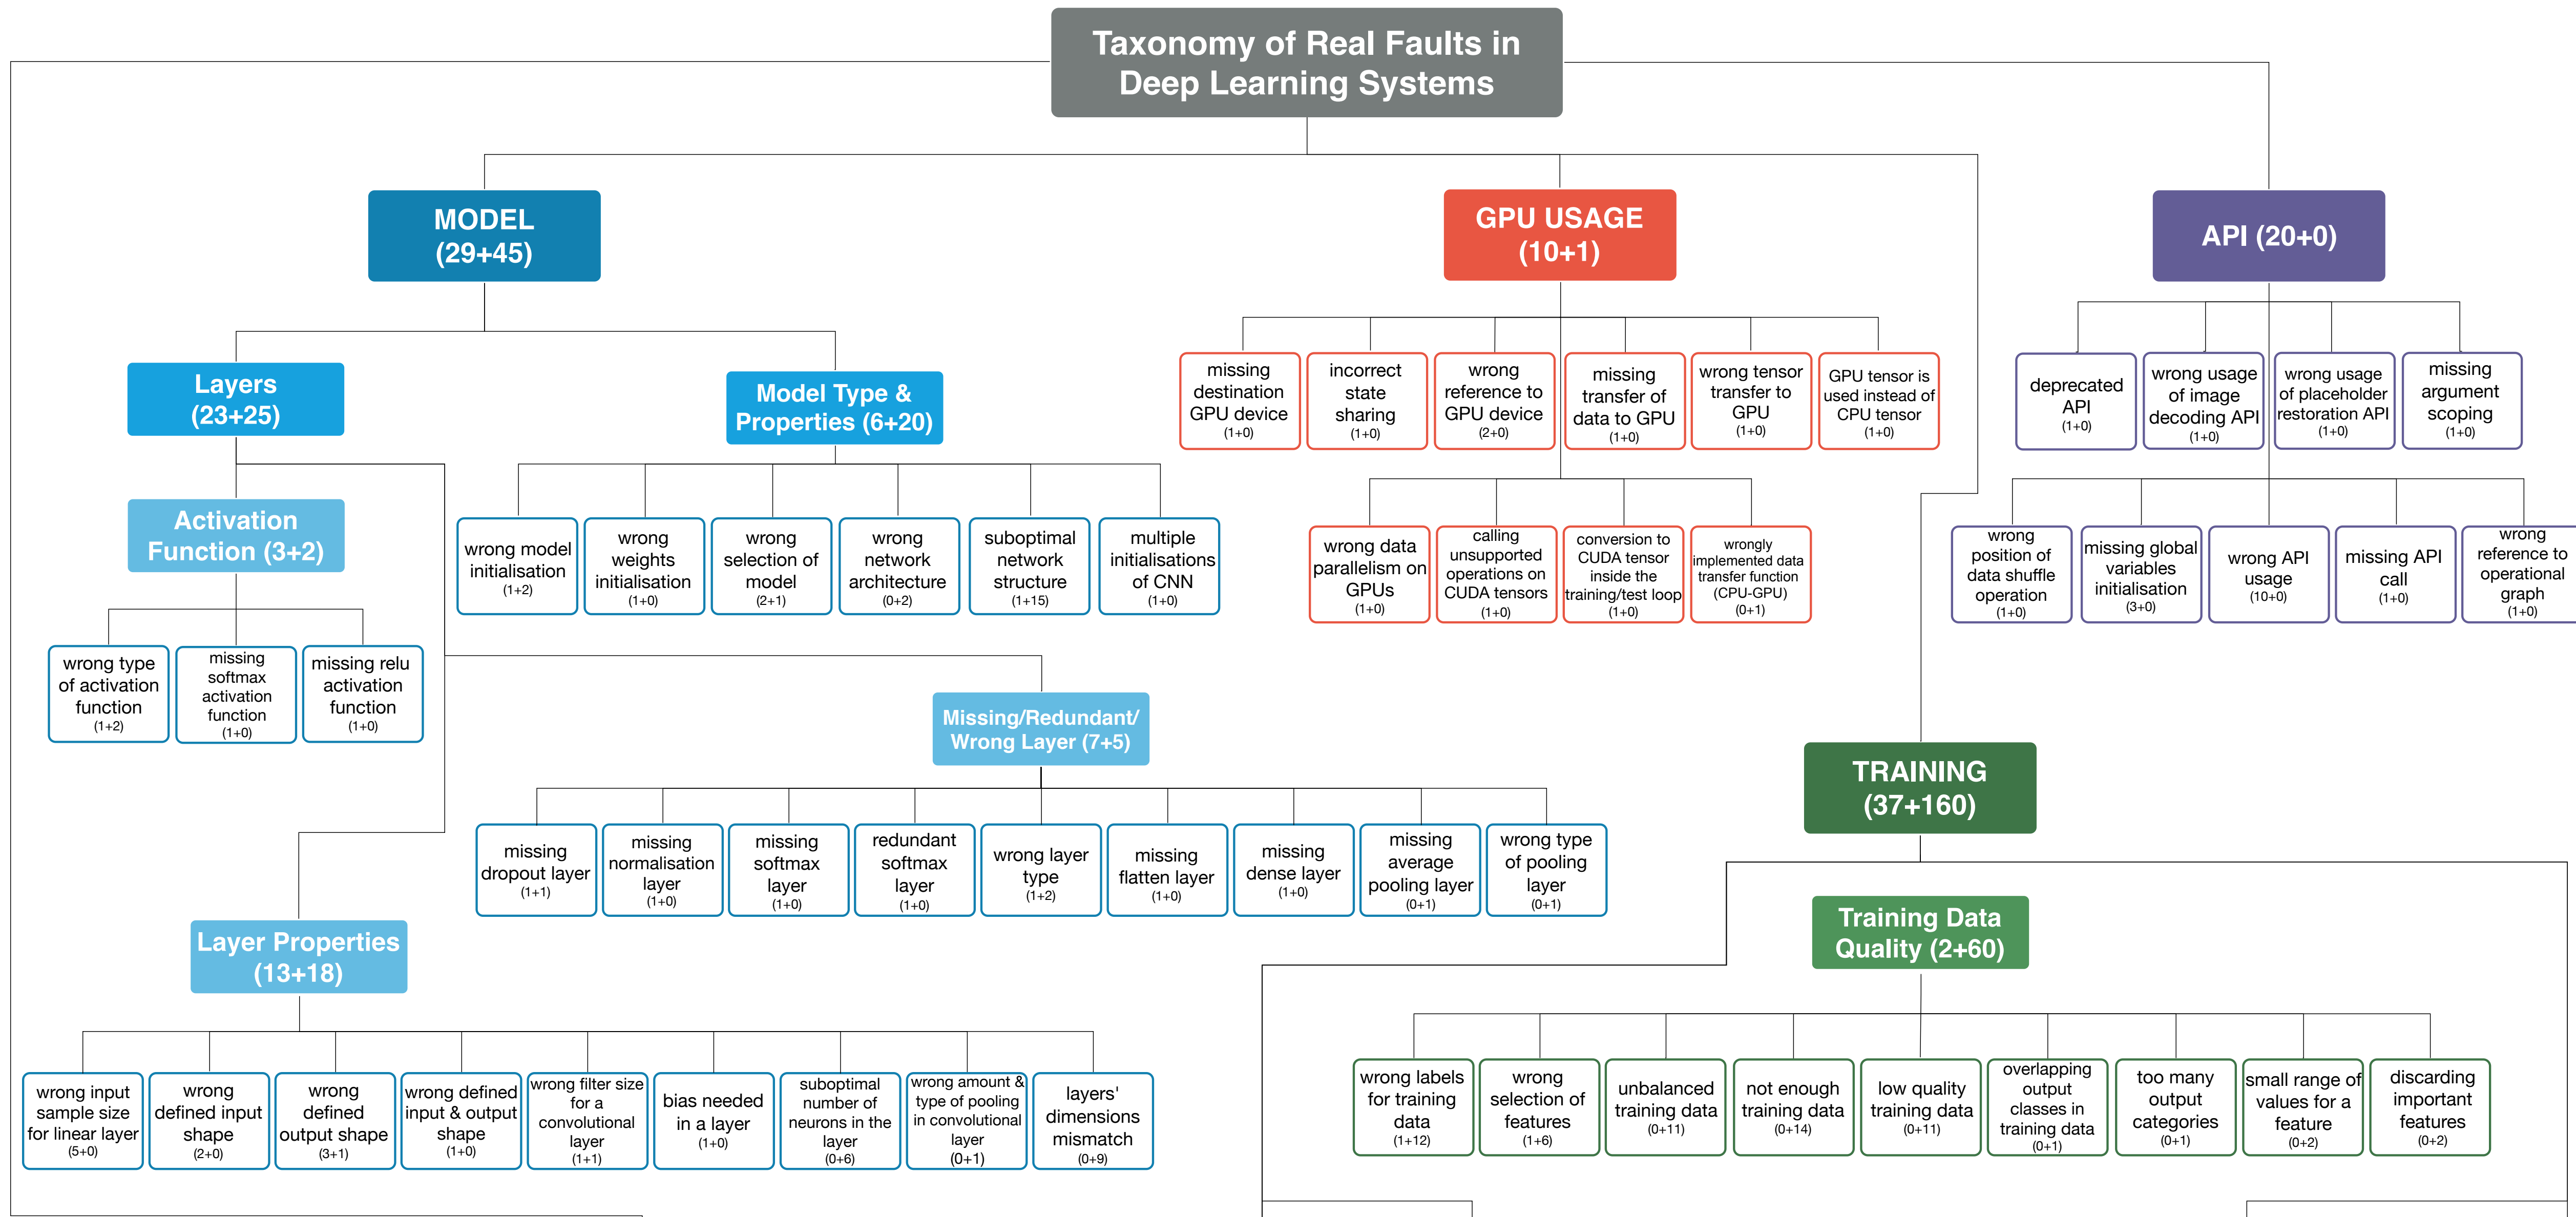 Taxonomy of Real Faults in
Deep Learning Systems
MODEL
(29+45)
GPU USAGE
(10+1)
API (20+0)
Layers
(23+25)
Model Type &
Properties (6+20)
missing
destination
GPU device
(1+0)
incorrect
state
sharing
(1+0)
wrong
reference to
GPU device
(2+0)
missing
transfer of
data to GPU
(1+0)
wrong tensor
transfer to
GPU
(1+0)
GPU tensor is
used instead of
CPU tensor
(1+0)
deprecated
API
(1+0)
wrong usage
of image
decoding API
(1+0)
wrong usage
of placeholder
restoration API
(1+0)
missing
argument
scoping
(1+0)
Activation
Function (3+2)
wrong model
initialisation
(1+2)
wrong
weights
initialisation
(1+0)
wrong
selection of
model
(2+1)
wrong
network
architecture
(0+2)
suboptimal
network
structure
(1+15)
multiple
initialisations
of CNN
(1+0)
wrong data
parallelism on
GPUs
(1+0)
calling
unsupported
operations on
CUDA tensors
(1+0)
conversion to
CUDA tensor
inside the
training/test loop
(1+0)
wrongly
implemented data
transfer function
(CPU-GPU)
(0+1)
wrong
position of
data shuffle
operation
(1+0)
missing global
variables
initialisation
(3+0)
wrong API
usage
(10+0)
missing API
call
(1+0)
wrong
reference to
operational
graph
(1+0)
wrong type
of activation
function
(1+2)
missing
softmax
activation
function
(1+0)
missing relu
activation
function
(1+0)
Missing/Redundant/
Wrong Layer (7+5)
TRAINING
(37+160)
missing
dropout layer
(1+1)
missing
normalisation
layer
(1+0)
missing
softmax
layer
(1+0)
redundant
softmax
layer
(1+0)
wrong layer
type
(1+2)
missing
flatten layer
(1+0)
missing
dense layer
(1+0)
missing
average
pooling layer
(0+1)
wrong type
of pooling
layer
(0+1)
Layer Properties
(13+18)
Training Data
Quality (2+60)
wrong input
sample size
for linear layer
(5+0)
wrong
defined input
shape
(2+0)
wrong
defined
output shape
(3+1)
wrong defined
input & output
shape
(1+0)
wrong filter size
for a
convolutional
layer
(1+1)
bias needed
in a layer
(1+0)
suboptimal
number of
neurons in the
layer
(0+6)
wrong amount &
type of pooling
in convolutional
layer
(0+1)
layers'
dimensions
mismatch
(0+9)
wrong labels
for training
data
(1+12)
wrong
selection of
features
(1+6)
unbalanced
training data
(0+11)
not enough
training data
(0+14)
low quality
training data
(0+11)
overlapping
output
classes in
training data
(0+1)
too many
output
categories
(0+1)
small range of
values for a
feature
(0+2)
discarding
important
features
(0+2)